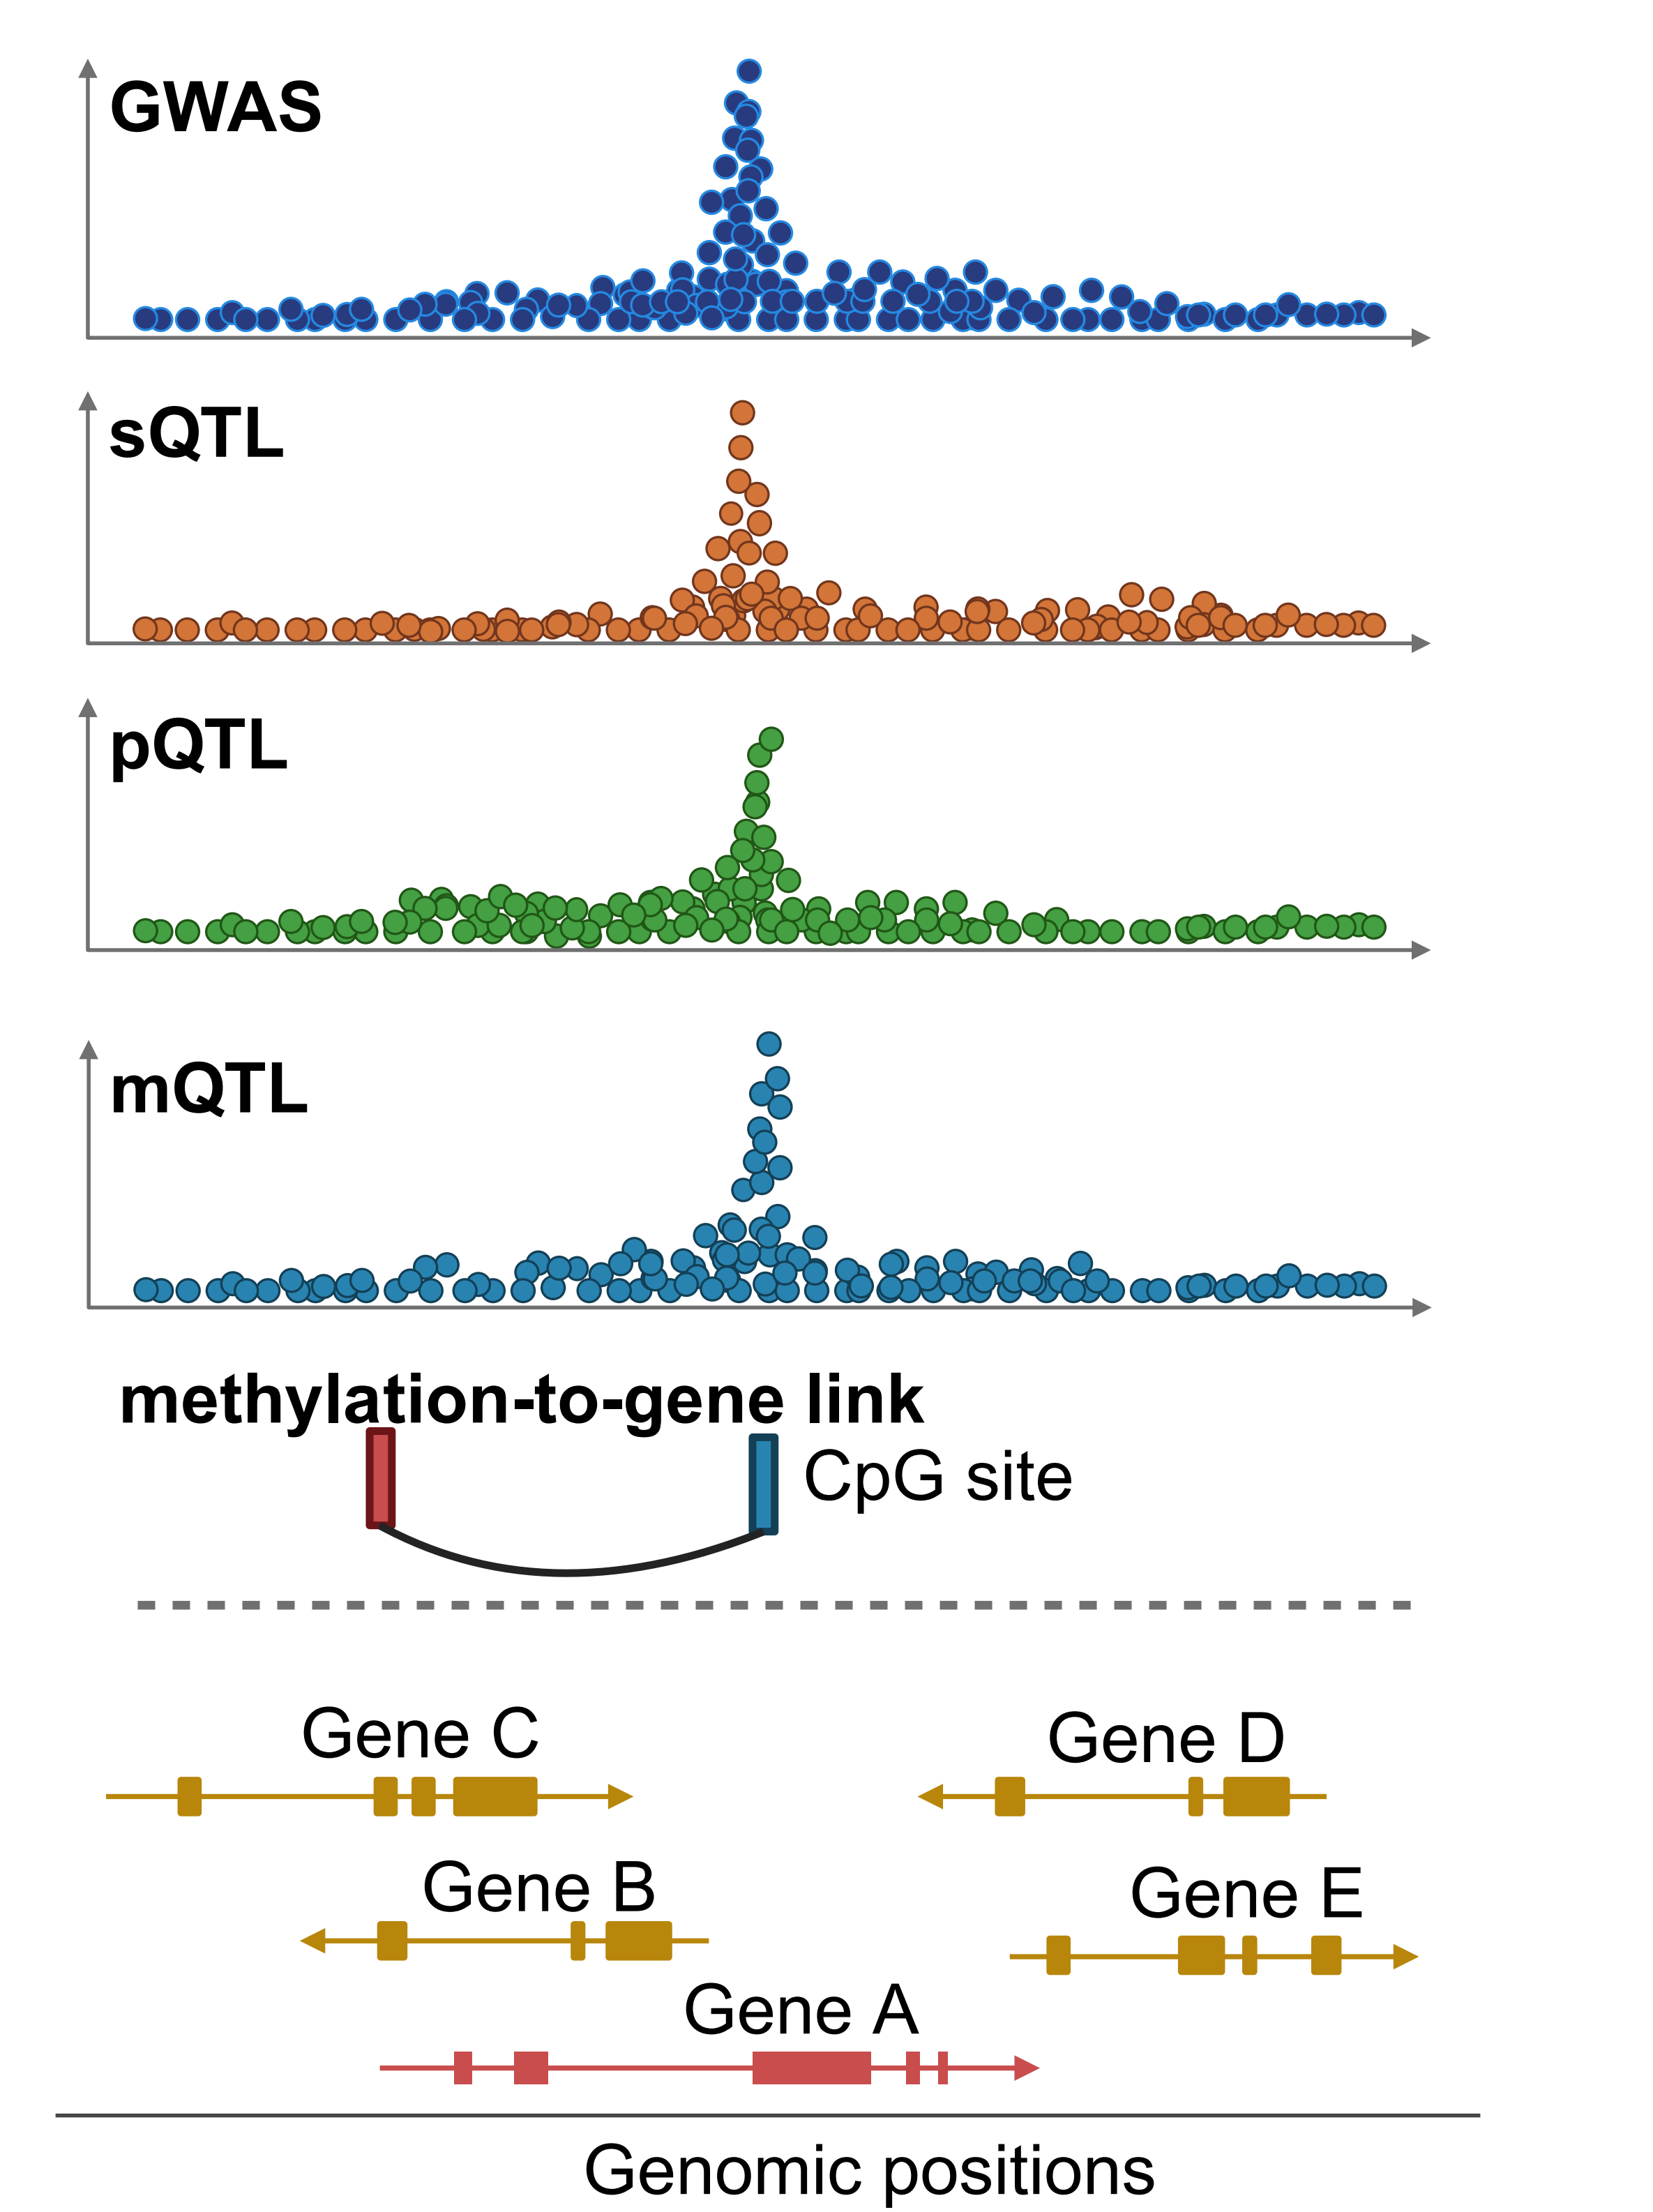 GWAS
sQTL
pQTL
mQTL
methylation-to-gene link
CpG site
Gene C
Gene D
Gene B
Gene E
Gene A
Genomic positions